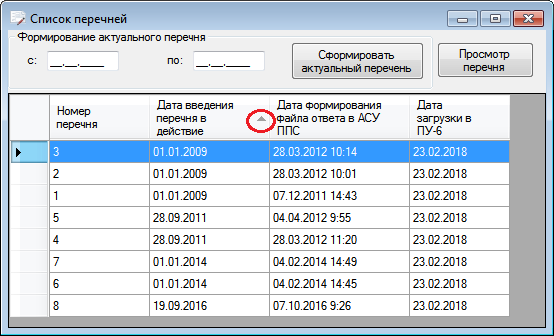 Список перечней
Формирование актуального перечня
с: __.__.____ по: __.__.____
Сформировать
актуальный перечень
Просмотр
перечня
Номер
перечня
Дата введения
перечня в
действие
Дата формирования
файла ответа в АСУ
ППС
Дата
загрузки в
ПУ-6
3 01.01.2009 28.03.2012 10:14 23.02.2018
2 01.01.2009 28.03.2012 10:01 23.02.2018
1 01.01.2009 07.12.2011 14:43 23.02.2018
5 28.09.2011 04.04.2012 9:55 23.02.2018
4 28.09.2011 28.03.2012 11:20 23.02.2018
7 01.01.2014 04.02.2014 14:49 23.02.2018
6 01.01.2014 04.02.2014 14:45 23.02.2018
8 19.09.2016 07.10.2016 9:26 23.02.2018